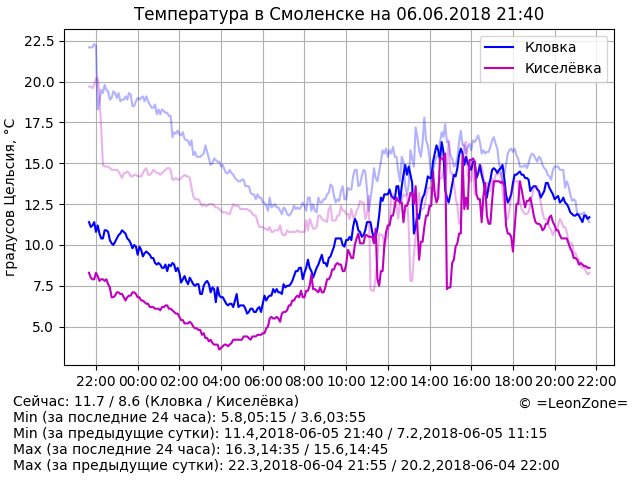 Температура в Смоленске на 06.06.2018 21:40
градусов Цельсия, °C
22.5
20.0
17.5
15.0
12.5
10.0
7.5
5.0
Кловка
Киселёвка
22:00 00:00 02:00 04:00 06:00 08:00 10:00 12:00 14:00 16:00 18:00 20:00 22:00
Сейчас: 11.7 / 8.6 (Кловка / Киселёвка)
© =LeonZone=
Min (за последние 24 часа): 5.8,05:15 / 3.6,03:55
Min (за предыдущие сутки): 11.4,2018-06-05 21:40 / 7.2,2018-06-05 11:15
Max (за последние 24 часа): 16.3,14:35 / 15.6,14:45
Max (за предыдущие сутки): 22.3,2018-06-04 21:55 / 20.2,2018-06-04 22:00